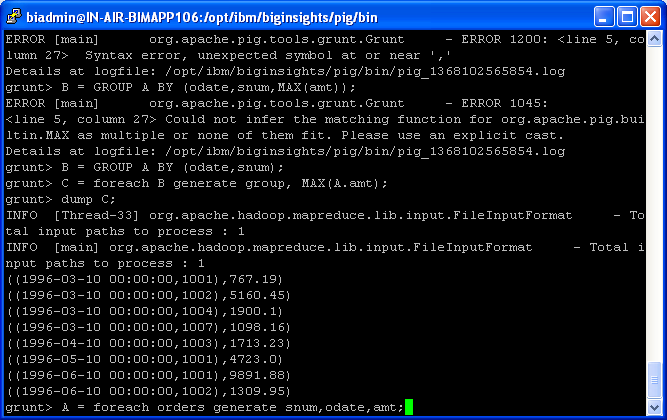 biadmin@IN-AIR-BIMAPP106:/opt/ibm/biginsights/pig/bin
ERROR [main]     org.apache.pig.tools.grunt.Grunt     - ERROR 1200: <line 5, co
lumn 27>  Syntax error, unexpected symbol at or near ','
Details at logfile: /opt/ibm/biginsights/pig/bin/pig_1368102565854.log
grunt> B = GROUP A BY (odate,snum,MAX(amt));
ERROR [main]     org.apache.pig.tools.grunt.Grunt     - ERROR 1045:
<line 5, column 27> Could not infer the matching function for org.apache.pig.bui
ltin.MAX as multiple or none of them fit. Please use an explicit cast.
Details at logfile: /opt/ibm/biginsights/pig/bin/pig_1368102565854.log
grunt> B = GROUP A BY (odate,snum);
grunt> C = foreach B generate group, MAX(A.amt);
grunt> dump C;
INFO  [Thread-33] org.apache.hadoop.mapreduce.lib.input.FileInputFormat     - To
tal input paths to process : 1
INFO  [main] org.apache.hadoop.mapreduce.lib.input.FileInputFormat     - Total i
nput paths to process : 1
((1996-03-10 00:00:00,1001),767.19)
((1996-03-10 00:00:00,1002),5160.45)
((1996-03-10 00:00:00,1004),1900.1)
((1996-03-10 00:00:00,1007),1098.16)
((1996-04-10 00:00:00,1003),1713.23)
((1996-05-10 00:00:00,1001),4723.0)
((1996-06-10 00:00:00,1001),9891.88)
((1996-06-10 00:00:00,1002),1309.95)
grunt> A = foreach orders generate snum,odate,amt;